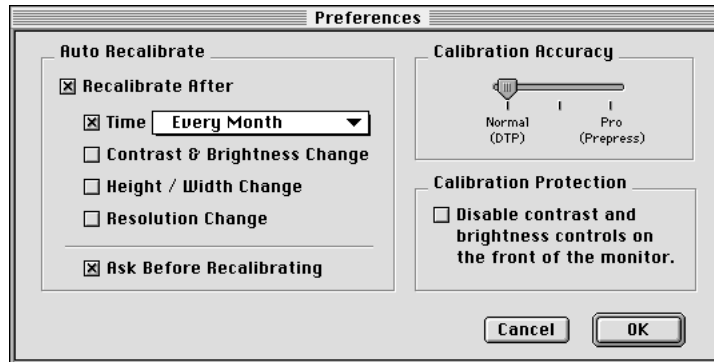 Preferences
Auto Recalibrate
Recalibrate After
Time
Every Month
Contrast & Brightness Change
Height / Width Change
Resolution Change
Ask Before Recalibrating
Calibration Accuracy
Normal
(DTP)
Pro
(Prepress)
Calibration Protection
Disable contrast and
brightness controls on
the front of the monitor.
Cancel
OK